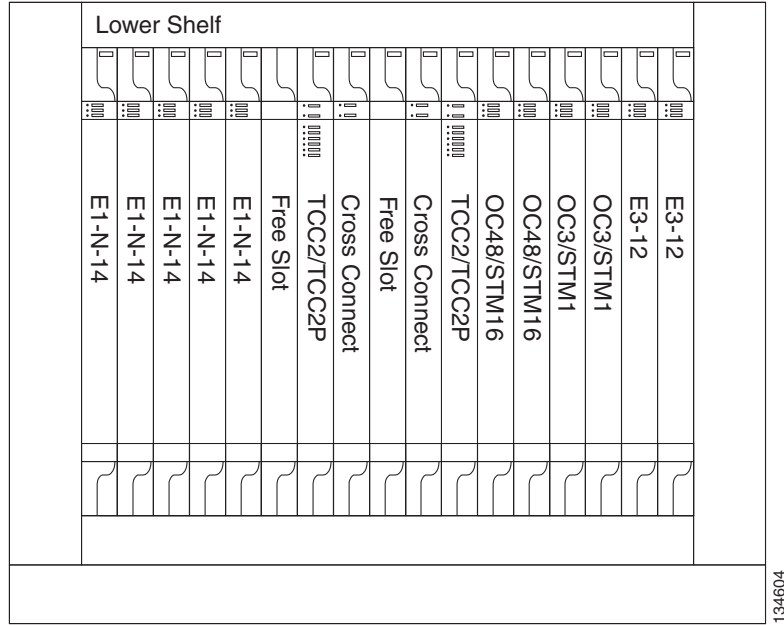 Lower Shelf
E1-N-14
E1-N-14
E1-N-14
E1-N-14
E1-N-14
Free Slot
TCC2/TCC2P
Cross Connect
Free Slot
Cross Connect
TCC2/TCC2P
OC48/STM16
OC48/STM16
OC3/STM1
OC3/STM1
E3-12
E3-12
134604